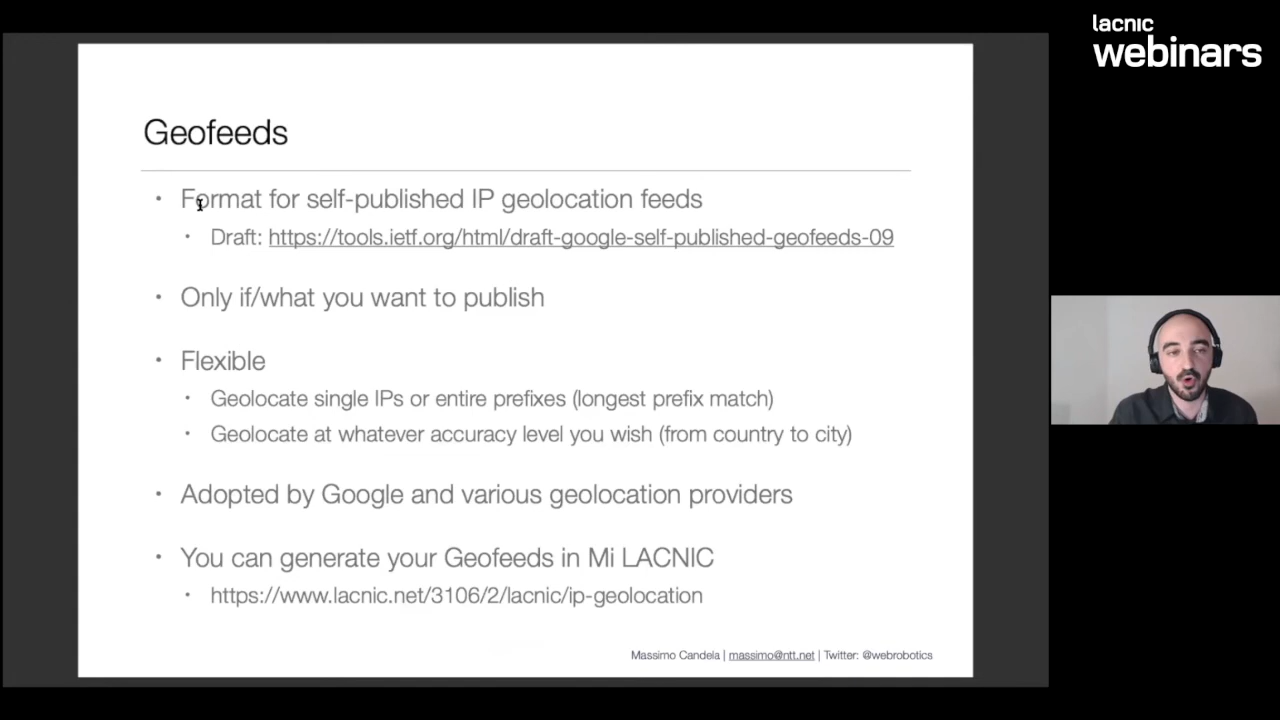 lacnic
webinars
Geofeeds
• Format for self-published IP geolocation feeds
• Draft: https://tools.ietf.org/html/draft-google-self-published-geofeeds-09
• Only if/what you want to publish
• Flexible
• Geolocate single IPs or entire prefixes (longest prefix match)
• Geolocate at whatever accuracy level you wish (from country to city)
• Adopted by Google and various geolocation providers
• You can generate your Geofeeds in Mi LACNIC
• https://www.lacnic.net/3106/2/lacnic/ip-geolocation
Massimo Candela | massimo@ntt.net | Twitter: @webrobotics